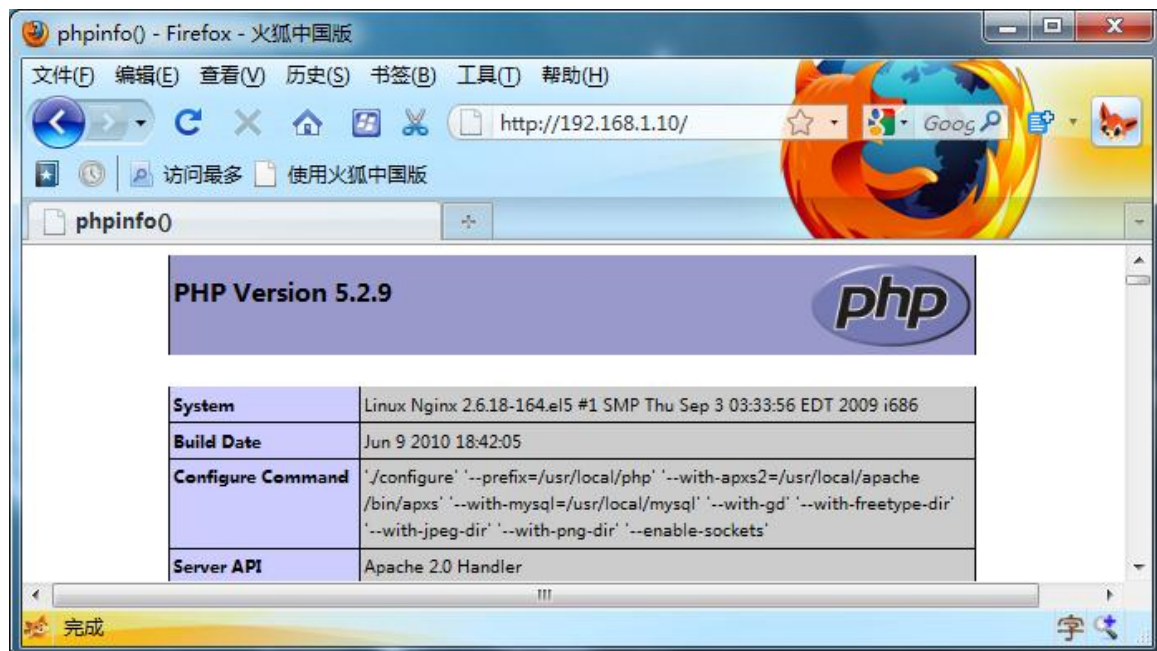 phpinfo() - Firefox - 火狐中国版
文件(F) 编辑(E) 查看(V) 历史(S) 书签(B) 工具(T) 帮助(H)
http://192.168.1.10/
Goog
访问最多 使用火狐中国版
phpinfo()
PHP Version 5.2.9
php
System Linux Nginx 2.6.18-164.el5 #1 SMP Thu Sep 3 03:33:56 EDT 2009 i686
Build Date Jun 9 2010 18:42:05
Configure Command './configure' '--prefix=/usr/local/php' '--with-apxs2=/usr/local/apache
/bin/apxs' '--with-mysql=/usr/local/mysql' '--with-gd' '--with-freetype-dir'
'--with-jpeg-dir' '--with-png-dir' '--enable-sockets'
Server API Apache 2.0 Handler
完成 字